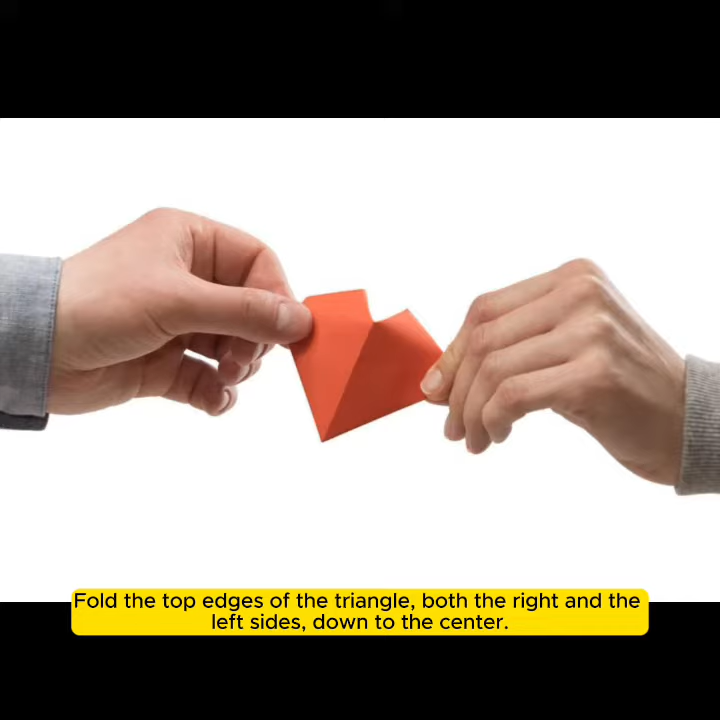 Fold the top edges of the triangle, both the right and the
left sides, down to the center.